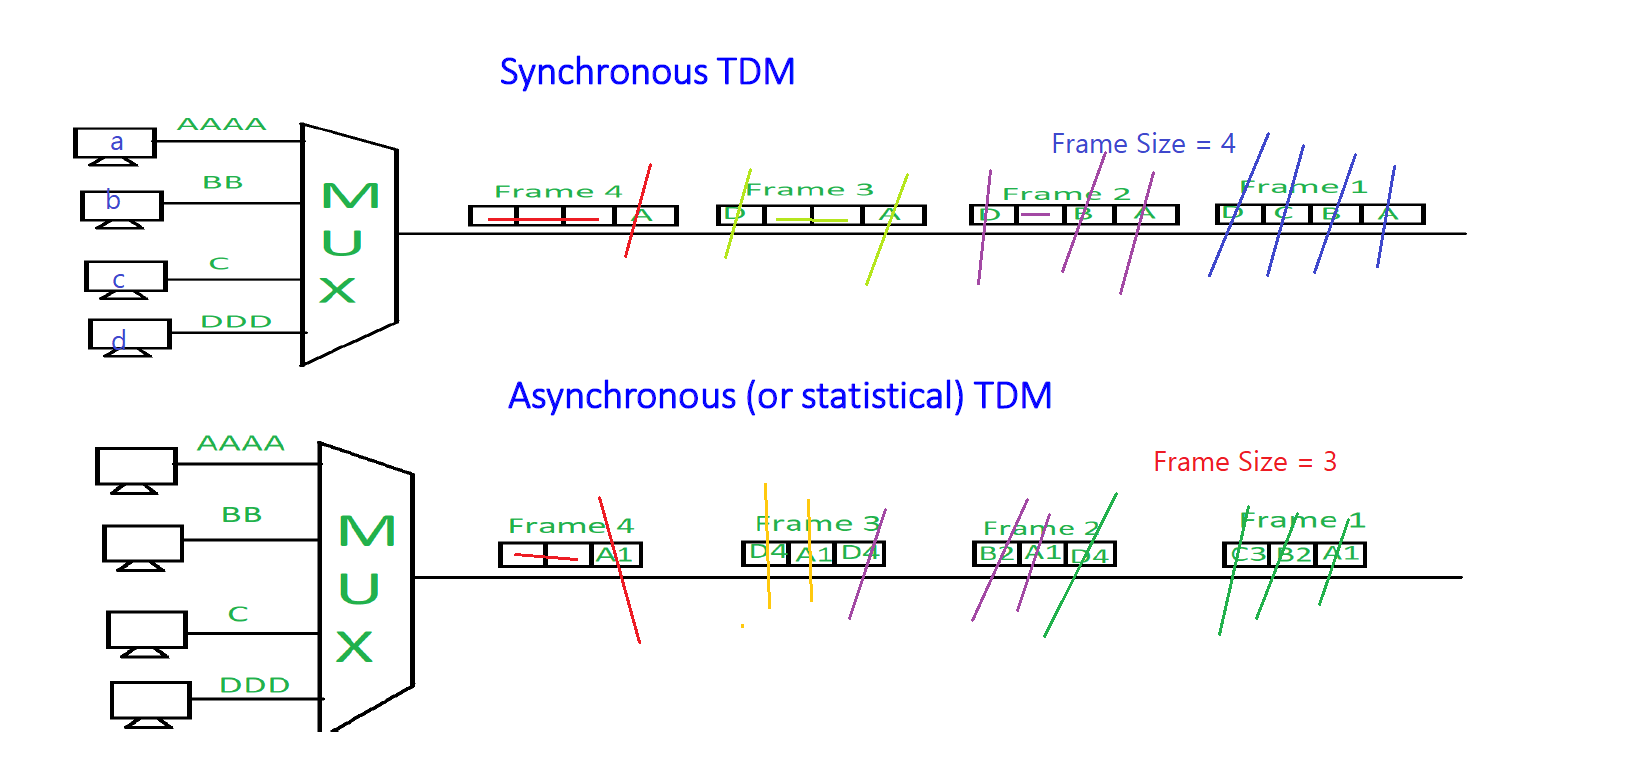 Synchronous TDM
Frame Size = 4
a AAAA
b BB
c C
d DDD
MUX
Frame 4 Frame 3 Frame 2 Frame 1
A D A D B A D C B A
Asynchronous (or statistical) TDM
Frame Size = 3
AAAA
BB
C
DDD
MUX
Frame 4 Frame 3 Frame 2 Frame 1
A1 D4 A1 D4 B2 A1 D4 C3 B2 A1